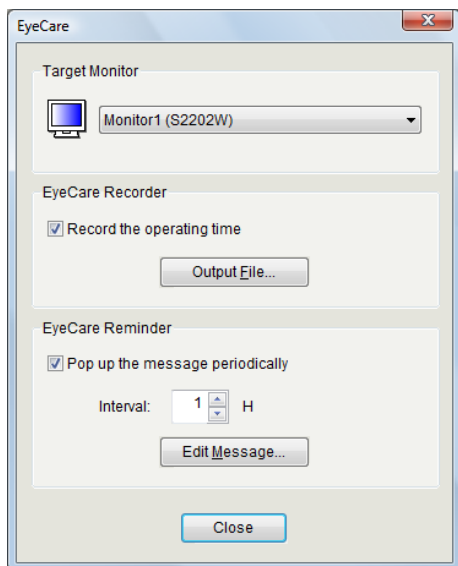 EyeCare
Target Monitor
Monitor1 (S2202W)
EyeCare Recorder
Record the operating time
Output File...
EyeCare Reminder
Pop up the message periodically
Interval: 1 H
Edit Message...
Close